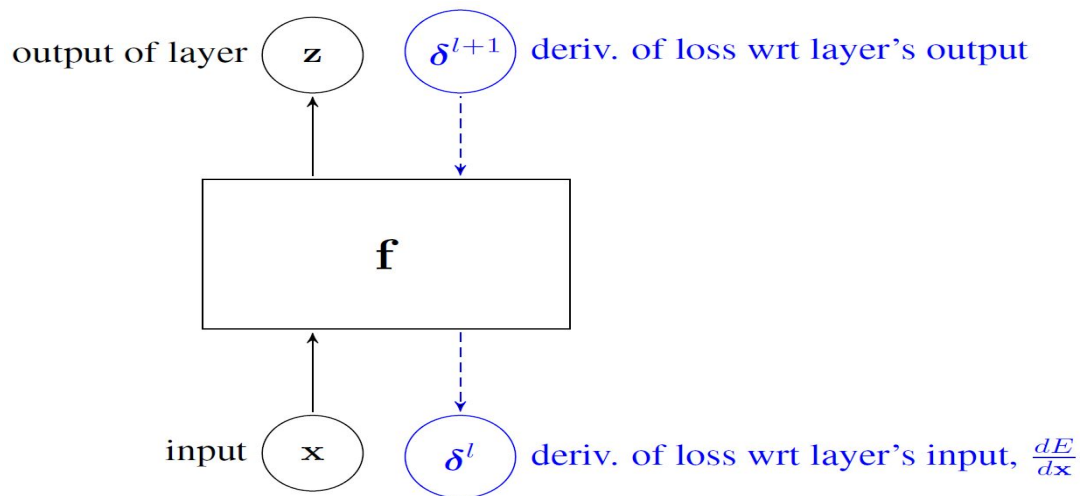 output of layer z δ^{l+1} deriv. of loss wrt layer's output
f
input x δ^l deriv. of loss wrt layer's input, dE/dx